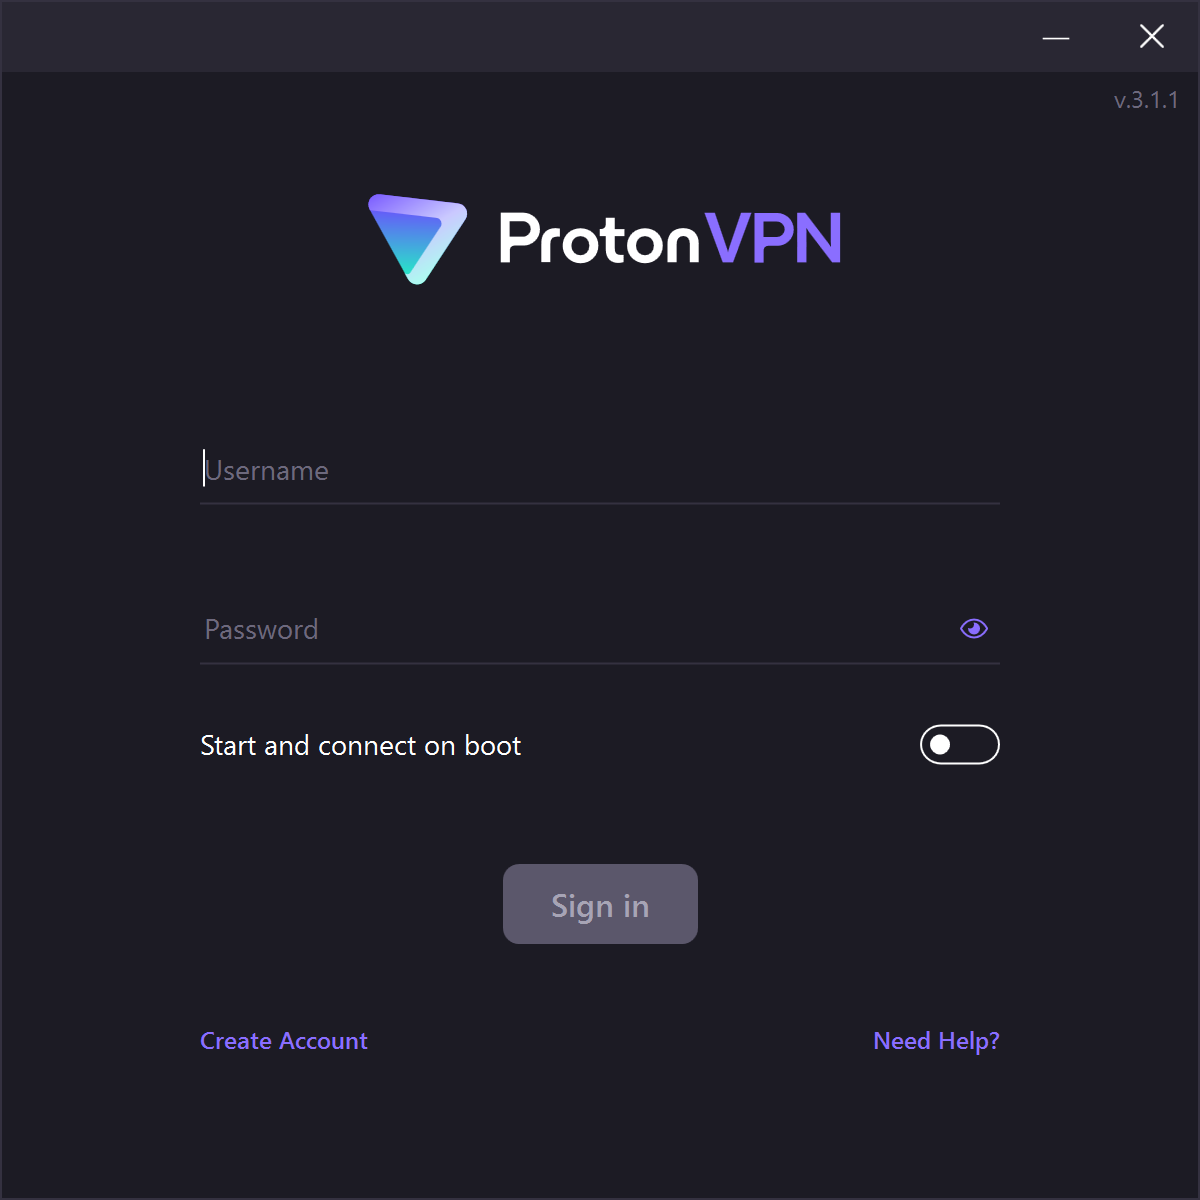 v.3.1.1
ProtonVPN
Username
Password
Start and connect on boot
Sign in
Create Account
Need Help?